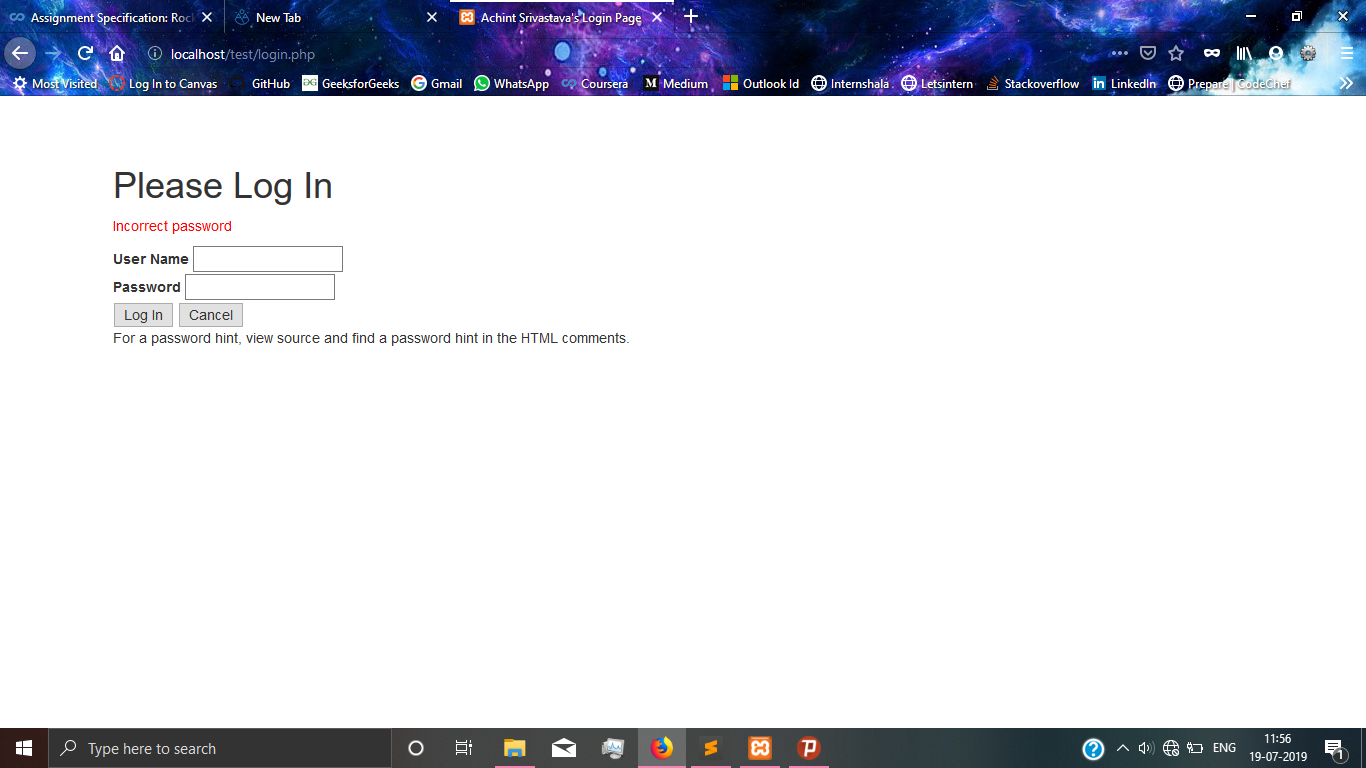 Assignment Specification: Roc
New Tab
Achint Srivastava's Login Page
localhost/test/login.php
Most Visited
Log In to Canvas
GitHub
GeeksforGeeks
Gmail
WhatsApp
Coursera
Medium
Outlook Id
Internshala
Letsintern
Stackoverflow
LinkedIn
Prepare | CodeChef
Please Log In
Incorrect password
User Name
Password
Log In Cancel
For a password hint, view source and find a password hint in the HTML comments.
Type here to search
ENG
11:56
19-07-2019
1